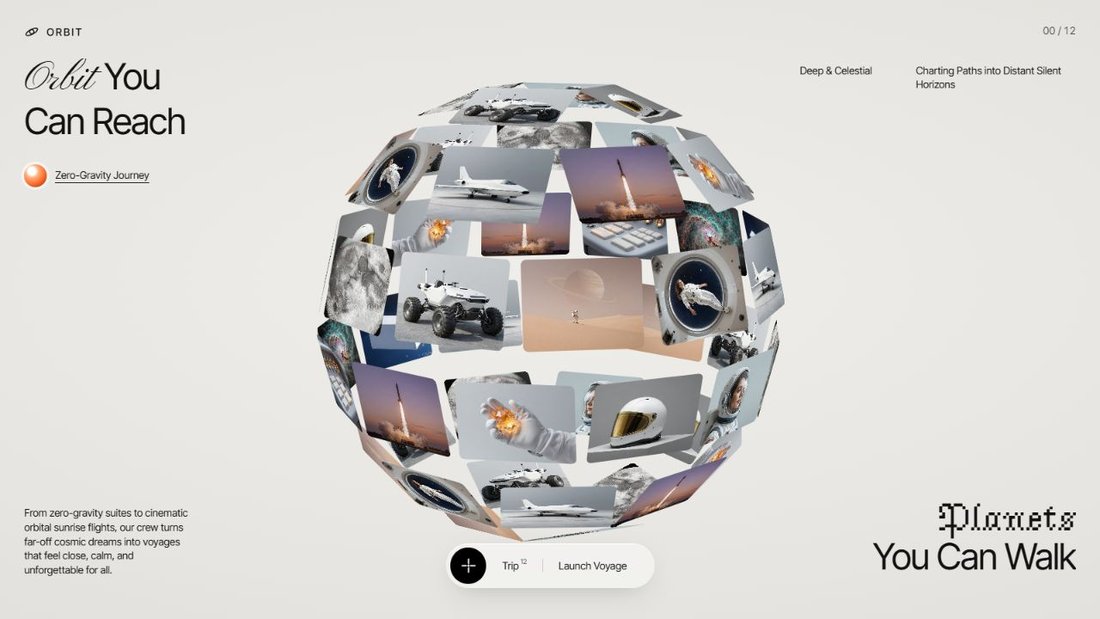 ORBIT
00 / 12
Orbit You
Can Reach
Deep & Celestial
Charting Paths into Distant Silent
Horizons
Zero-Gravity Journey
From zero-gravity suites to cinematic
orbital sunrise flights, our crew turns
far-off cosmic dreams into voyages
that feel close, calm, and
unforgettable for all.
Planets
You Can Walk
Trip 12
Launch Voyage